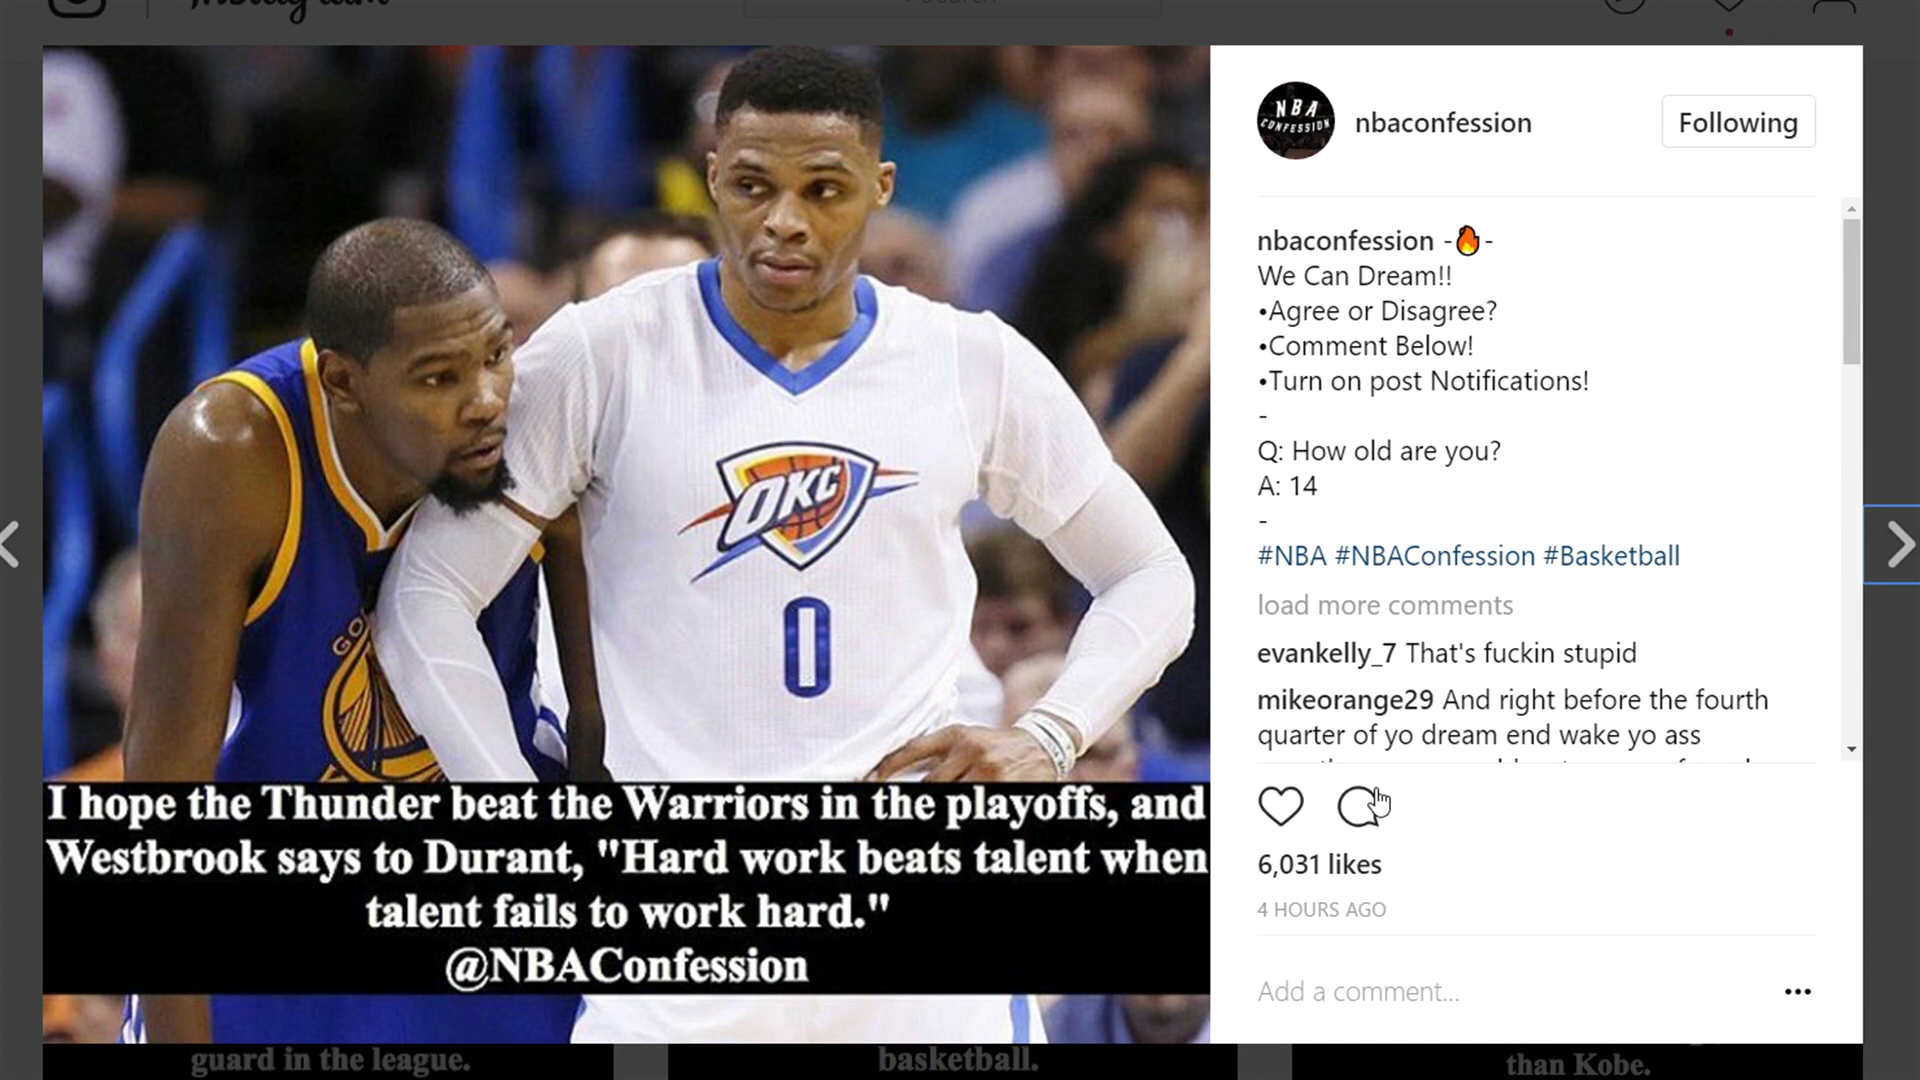 Search
NBA
CONFESSION
nbaconfession
Following
OKC
0
GO
I hope the Thunder beat the Warriors in the playoffs, and
Westbrook says to Durant, "Hard work beats talent when
talent fails to work hard."
@NBAConfession
nbaconfession -🔥-
We Can Dream!!
•Agree or Disagree?
•Comment Below!
•Turn on post Notifications!
-
Q: How old are you?
A: 14
-
#NBA #NBAConfession #Basketball
load more comments
evankelly_7 That's fuckin stupid
mikeorange29 And right before the fourth
quarter of yo dream end wake yo ass
6,031 likes
4 HOURS AGO
Add a comment...
guard in the league.
basketball.
than Kobe.